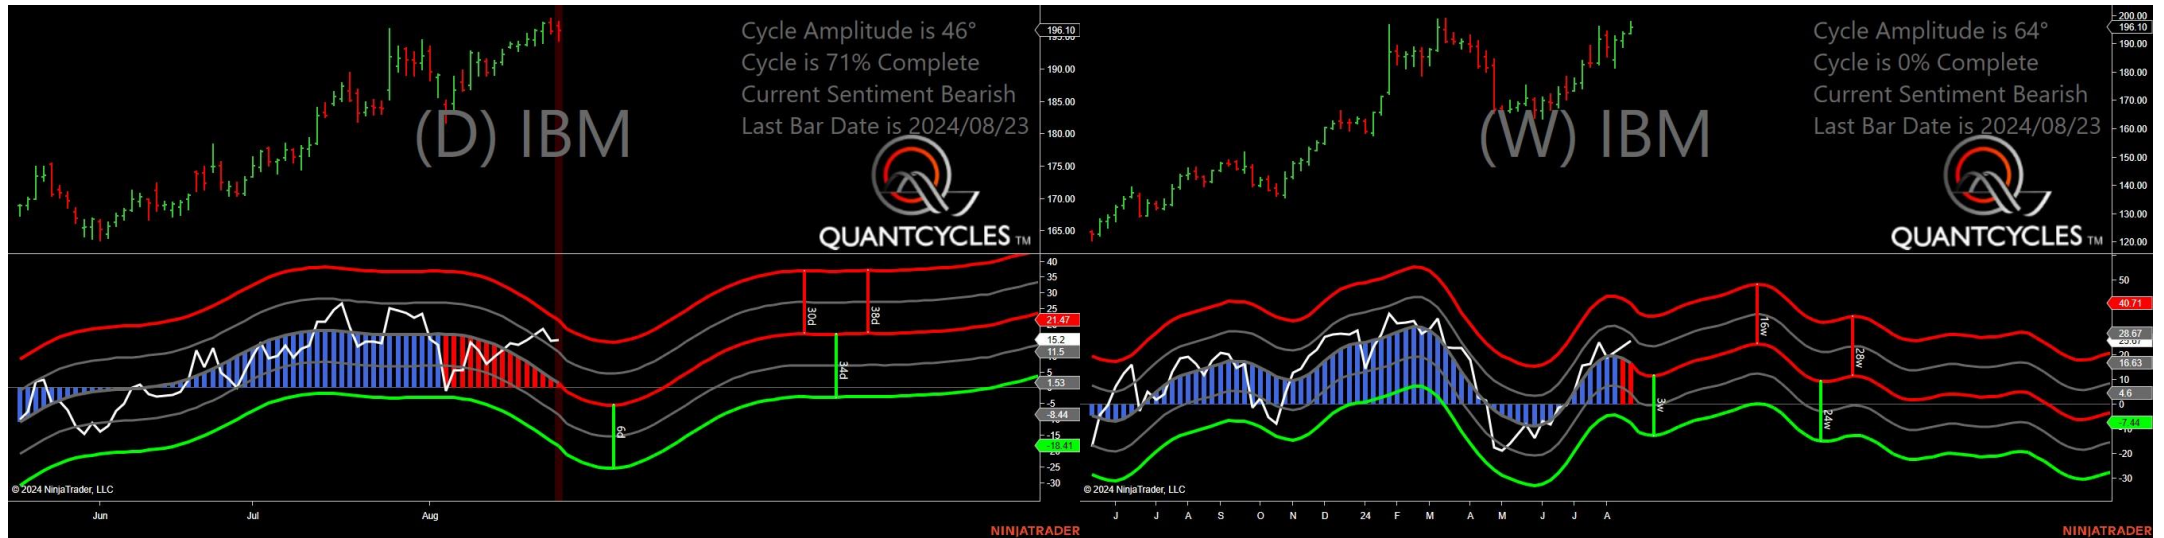 Cycle Amplitude is 46°
Cycle is 71% Complete
Current Sentiment Bearish
Last Bar Date is 2024/08/23
(D) IBM
QUANTCYCLES TM
196.10
190.00
185.00
180.00
175.00
170.00
165.00
40
35
30
25
21.47
15.2
11.5
5
1.53
-5
-8.44
-15
-18.41
-25
-30
30d
38d
34d
6d
© 2024 NinjaTrader, LLC
Jun
Jul
Aug
NINJATRADER
Cycle Amplitude is 64°
Cycle is 0% Complete
Current Sentiment Bearish
Last Bar Date is 2024/08/23
(W) IBM
QUANTCYCLES TM
200.00
196.10
190.00
180.00
170.00
160.00
150.00
140.00
130.00
120.00
50
40.71
28.67
20
16.63
10
4.6
0
-7.44
-20
-30
16w
28w
3w
24w
© 2024 NinjaTrader, LLC
J J A S O N D 24 F M A M J J A
NINJATRADER